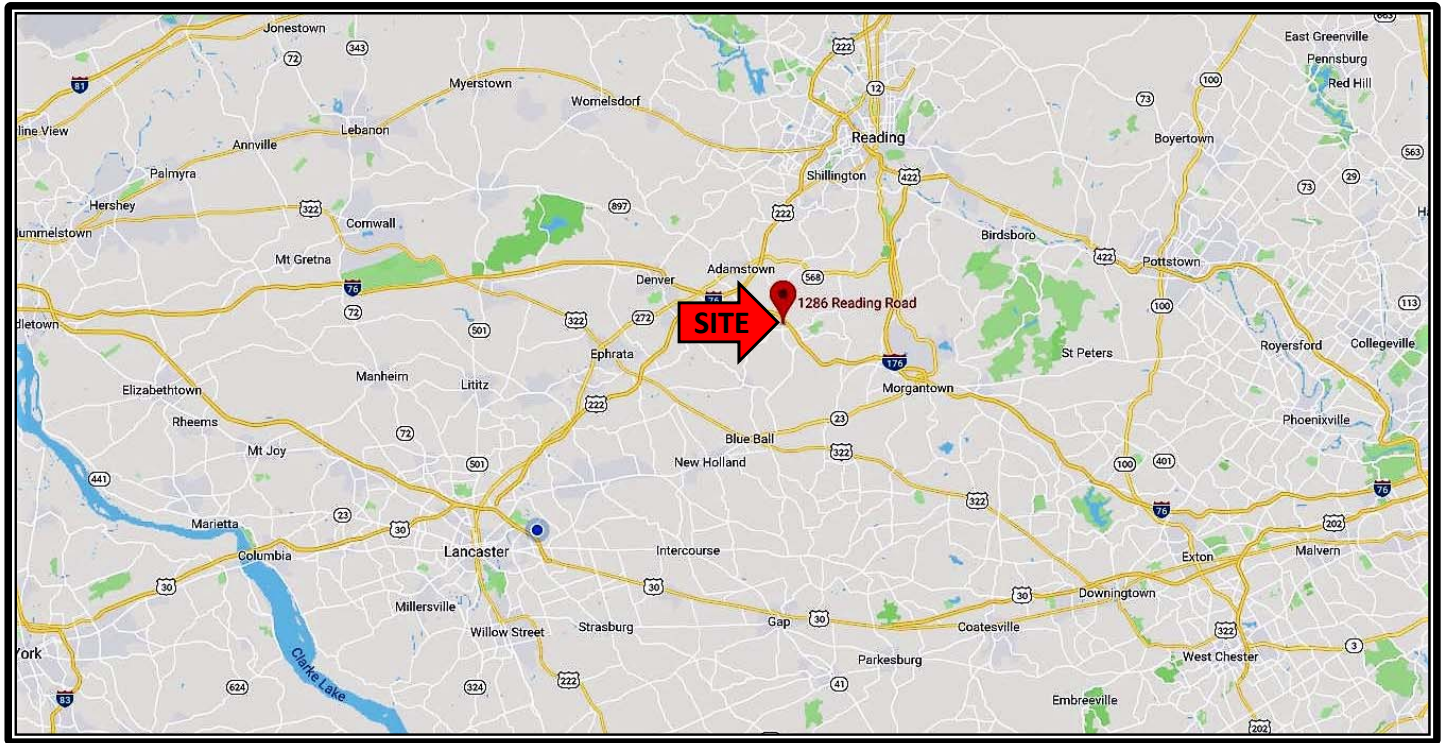 663
Jonestown
East Greenville
343
222
72
Pennsburg
Red Hill
81
Myerstown
100
12
Womelsdorf
73
line View
Lebanon
Reading
Boyertown
Annville
563
Palmyra
Shillington
422
29
73
Hershey
322
897
222
Hummelstown
Cornwall
Birdsboro
422
Mt Gretna
Pottstown
Adamstown
568
Denver
76
76
1286 Reading Road
100
113
72
272
SITE
322
dletown
501
Royersford
Collegeville
Ephrata
St Peters
176
Manheim
Lititz
Elizabethtown
Morgantown
222
Rheems
23
Phoenixville
72
Blue Ball
Mt Joy
322
501
New Holland
100
401
441
76
322
76
23
Marietta
30
202
Lancaster
Intercourse
Malvern
Columbia
Exton
30
30
Downingtown
30
Millersville
Gap
30
Willow Street
Strasburg
Coatesville
322
3
York
West Chester
Parkesburg
Clarke Lake
222
624
324
41
83
Embreeville
202